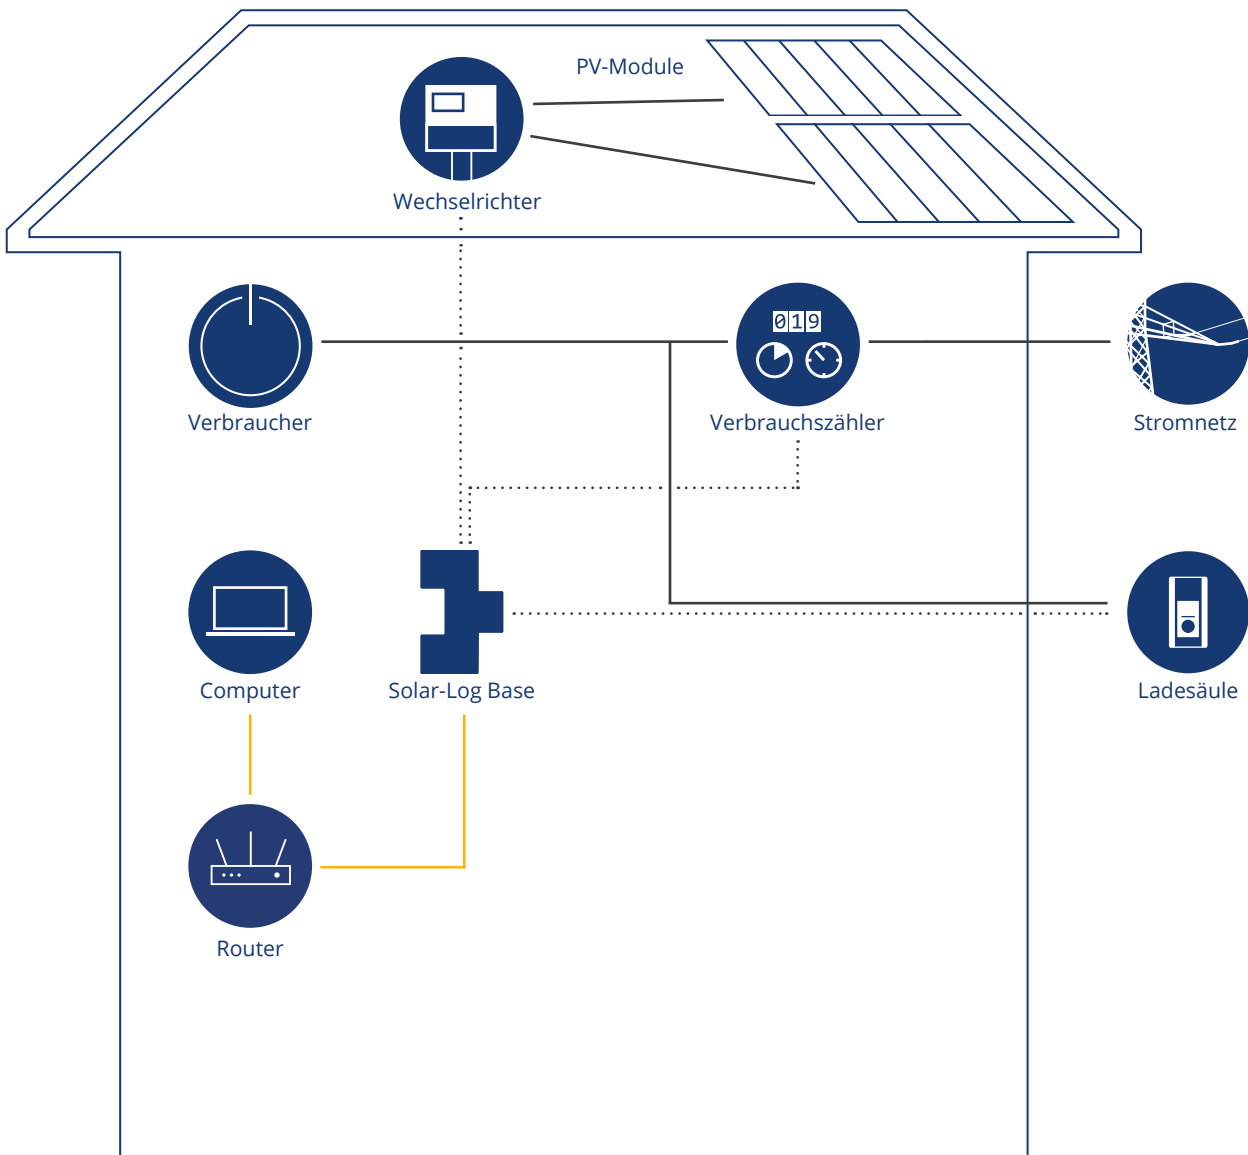 PV-Module
Wechselrichter
019
Verbraucher
Verbrauchszähler
Stromnetz
Computer
Solar-Log Base
Ladesäule
Router